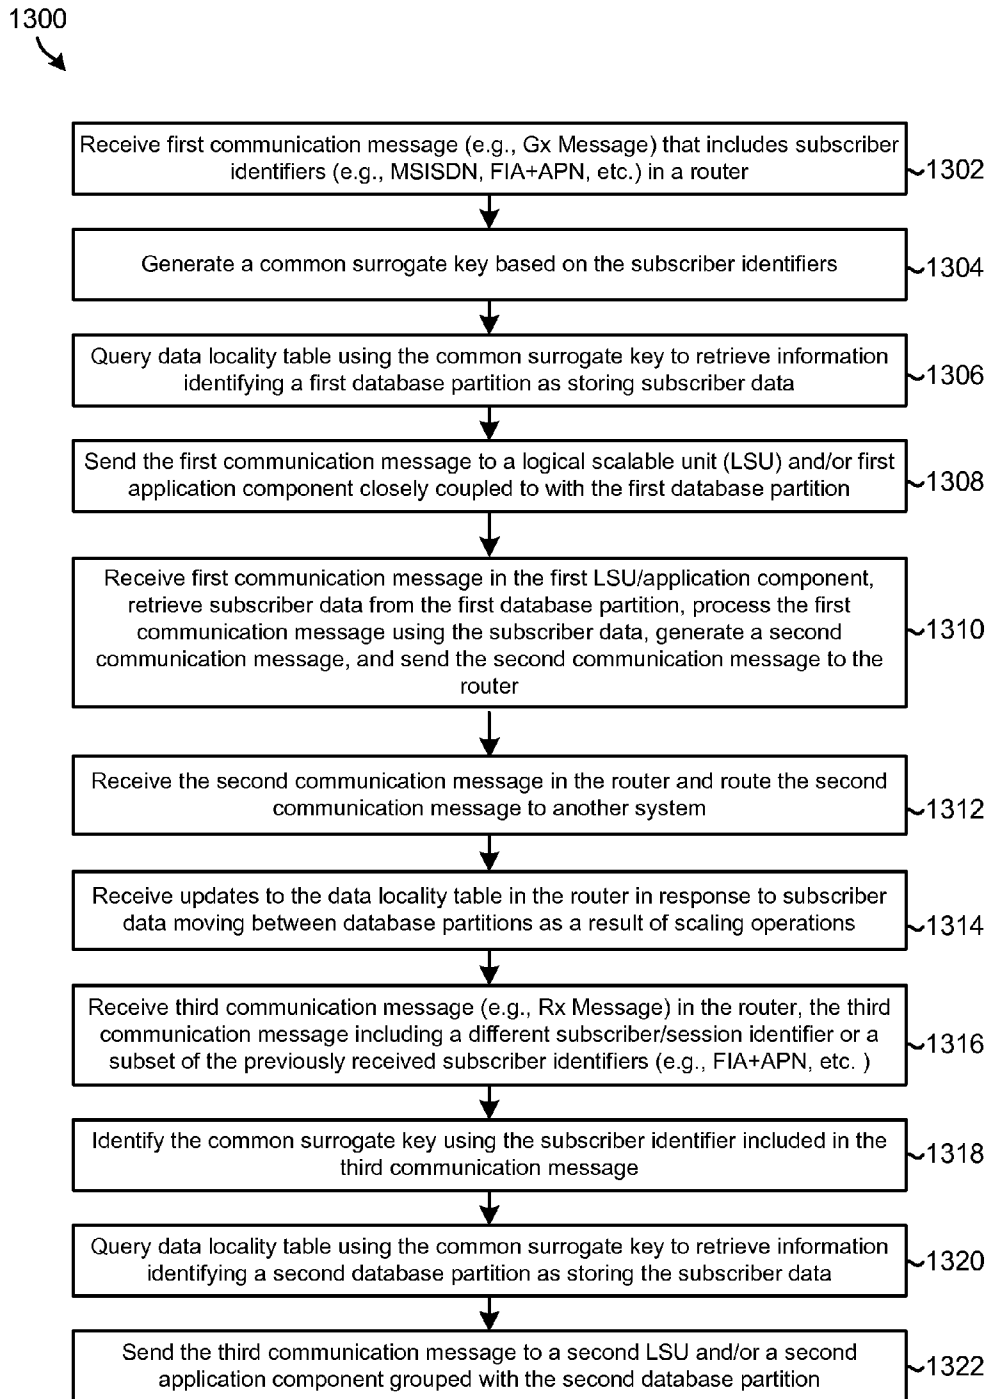 1300
Receive first communication message (e.g., Gx Message) that includes subscriber
identifiers (e.g., MSISDN, FIA+APN, etc.) in a router
1302
Generate a common surrogate key based on the subscriber identifiers
1304
Query data locality table using the common surrogate key to retrieve information
identifying a first database partition as storing subscriber data
1306
Send the first communication message to a logical scalable unit (LSU) and/or first
application component closely coupled to with the first database partition
1308
Receive first communication message in the first LSU/application component,
retrieve subscriber data from the first database partition, process the first
communication message using the subscriber data, generate a second
communication message, and send the second communication message to the
router
1310
Receive the second communication message in the router and route the second
communication message to another system
1312
Receive updates to the data locality table in the router in response to subscriber
data moving between database partitions as a result of scaling operations
1314
Receive third communication message (e.g., Rx Message) in the router, the third
communication message including a different subscriber/session identifier or a
subset of the previously received subscriber identifiers (e.g., FIA+APN, etc. )
1316
Identify the common surrogate key using the subscriber identifier included in the
third communication message
1318
Query data locality table using the common surrogate key to retrieve information
identifying a second database partition as storing the subscriber data
1320
Send the third communication message to a second LSU and/or a second
application component grouped with the second database partition
1322